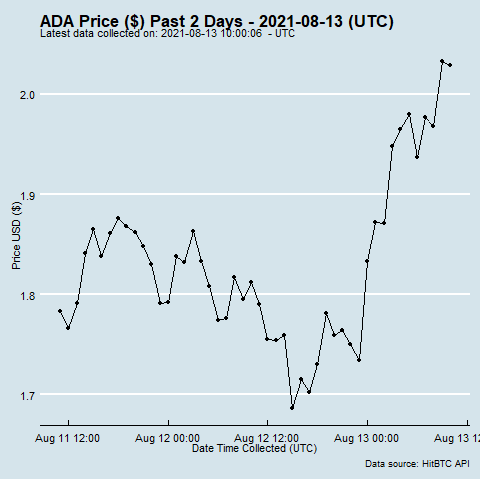 ADA Price ($) Past 2 Days - 2021-08-13 (UTC)
Latest data collected on: 2021-08-13 10:00:06  - UTC
2.0
1.9
1.8
1.7
Price USD ($)
Aug 11 12:00 Aug 12 00:00 Aug 12 12:00 Aug 13 00:00 Aug 13 12
Date Time Collected (UTC)
Data source: HitBTC API